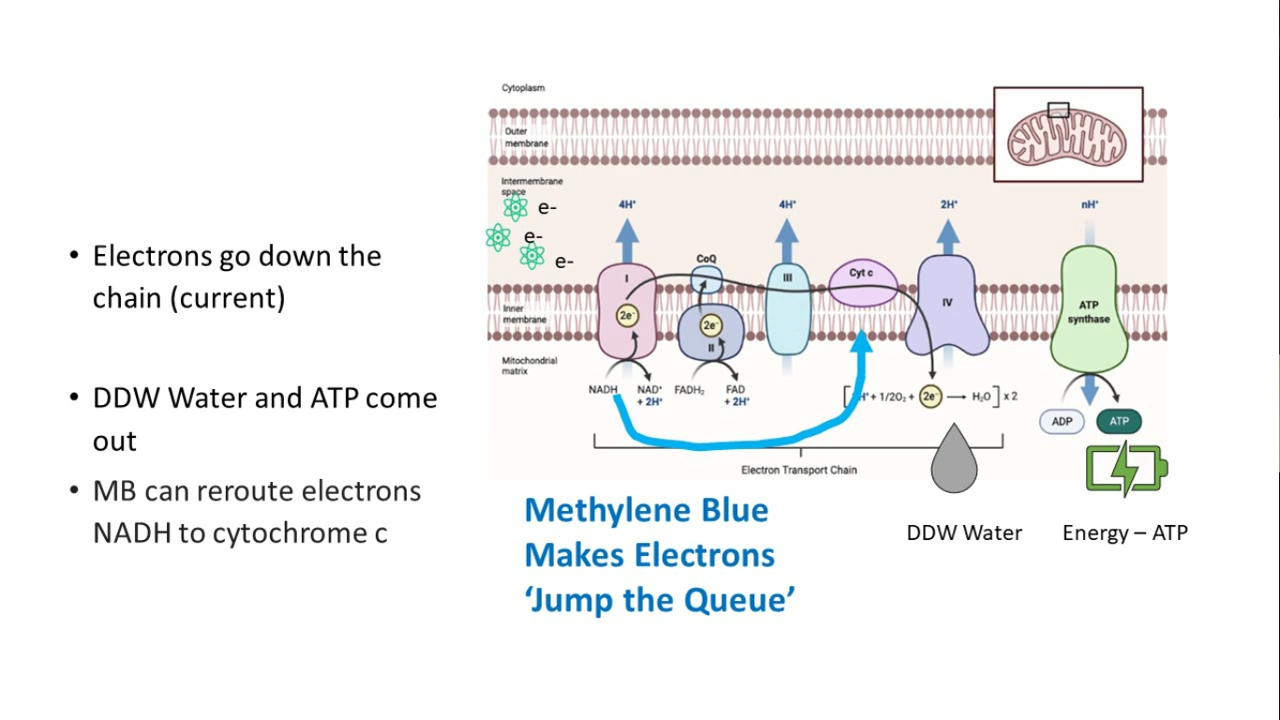 • Electrons go down the
chain (current)
• DDW Water and ATP come
out
• MB can reroute electrons
NADH to cytochrome c
Cytoplasm
Outer
membrane
Intermembrane
space
e-
e-
e-
4H⁺
4H⁺
2H⁺
nH⁺
CoQ
I
III
Cyt c
IV
ATP
synthase
Inner
membrane
2e⁻
2e⁻
II
Mitochondrial
matrix
NADH
NAD⁺
+ 2H⁺
FADH₂
FAD
+ 2H⁺
H⁺ + 1/2O₂ + 2e⁻ → H₂O ] x 2
ADP
ATP
Electron Transport Chain
Methylene Blue
Makes Electrons
‘Jump the Queue’
DDW Water
Energy – ATP